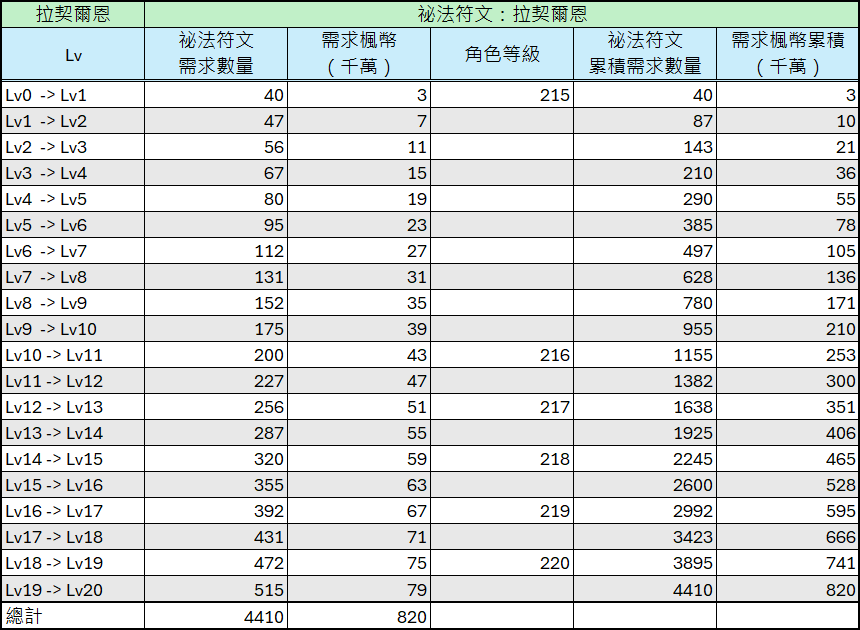 拉契爾恩 祕法符文：拉契爾恩
Lv 祕法符文 需求數量 需求楓幣 （千萬） 角色等級 祕法符文 累積需求數量 需求楓幣累積 （千萬）
Lv0 -> Lv1 40 3 215 40 3
Lv1 -> Lv2 47 7 87 10
Lv2 -> Lv3 56 11 143 21
Lv3 -> Lv4 67 15 210 36
Lv4 -> Lv5 80 19 290 55
Lv5 -> Lv6 95 23 385 78
Lv6 -> Lv7 112 27 497 105
Lv7 -> Lv8 131 31 628 136
Lv8 -> Lv9 152 35 780 171
Lv9 -> Lv10 175 39 955 210
Lv10 -> Lv11 200 43 216 1155 253
Lv11 -> Lv12 227 47 1382 300
Lv12 -> Lv13 256 51 217 1638 351
Lv13 -> Lv14 287 55 1925 406
Lv14 -> Lv15 320 59 218 2245 465
Lv15 -> Lv16 355 63 2600 528
Lv16 -> Lv17 392 67 219 2992 595
Lv17 -> Lv18 431 71 3423 666
Lv18 -> Lv19 472 75 220 3895 741
Lv19 -> Lv20 515 79 4410 820
總計 4410 820